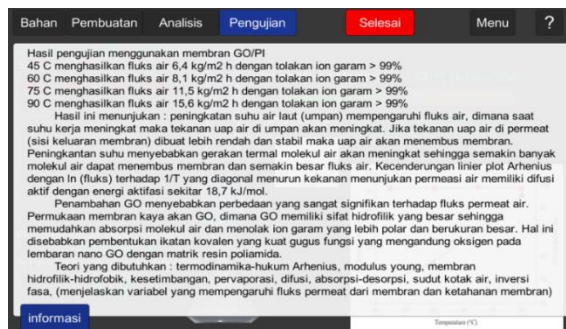 Bahan Pembuatan Analisis Pengujian Selesai Menu ?
Hasil pengujian menggunakan membran GO/PI
45 C menghasilkan fluks air 6,4 kg/m2 h dengan tolakan ion garam > 99%
60 C menghasilkan fluks air 8,1 kg/m2 h dengan tolakan ion garam > 99%
75 C menghasilkan fluks air 11,5 kg/m2 h dengan tolakan ion garam > 99%
90 C menghasilkan fluks air 15,6 kg/m2 h dengan tolakan ion garam > 99%
Hasil ini menunjukan : peningkatan suhu air laut (umpan) mempengaruhi fluks air, dimana saat
suhu kerja meningkat maka tekanan uap air di umpan akan meningkat. Jika tekanan uap air di permeat
(sisi keluaran membran) dibuat lebih rendah dan stabil maka uap air akan menembus membran.
Peningkantan suhu menyebabkan gerakan termal molekul air akan meningkat sehingga semakin banyak
molekul air dapat menembus membran dan semakin besar fluks air. Kecenderungan linier plot Arhenius
dengan ln (fluks) terhadap 1/T yang diagonal menurun kekanan menunjukan permeasi air memiliki difusi
aktif dengan energi aktifasi sekitar 18,7 kJ/mol.
Penambahan GO menyebabkan perbedaan yang sangat signifikan terhadap fluks permeat air.
Permukaan membran kaya akan GO, dimana GO memiliki sifat hidrofilik yang besar sehingga
memudahkan absorpsi molekul air dan menolak ion garam yang lebih polar dan berukuran besar. Hal ini
disebabkan pembentukan ikatan kovalen yang kuat gugus fungsi yang mengandung oksigen pada
lembaran nano GO dengan matrik resin poliamida.
Teori yang dibutuhkan : termodinamika-hukum Arhenius, modulus young, membran
hidrofilik-hidrofobik, kesetimbangan, pervaporasi, difusi, absorpsi-desorpsi, sudut kotak air, inversi
fasa, (menjelaskan variabel yang mempengaruhi fluks permeat dari membran dan ketahanan membran)
informasi
Temperature (°C)